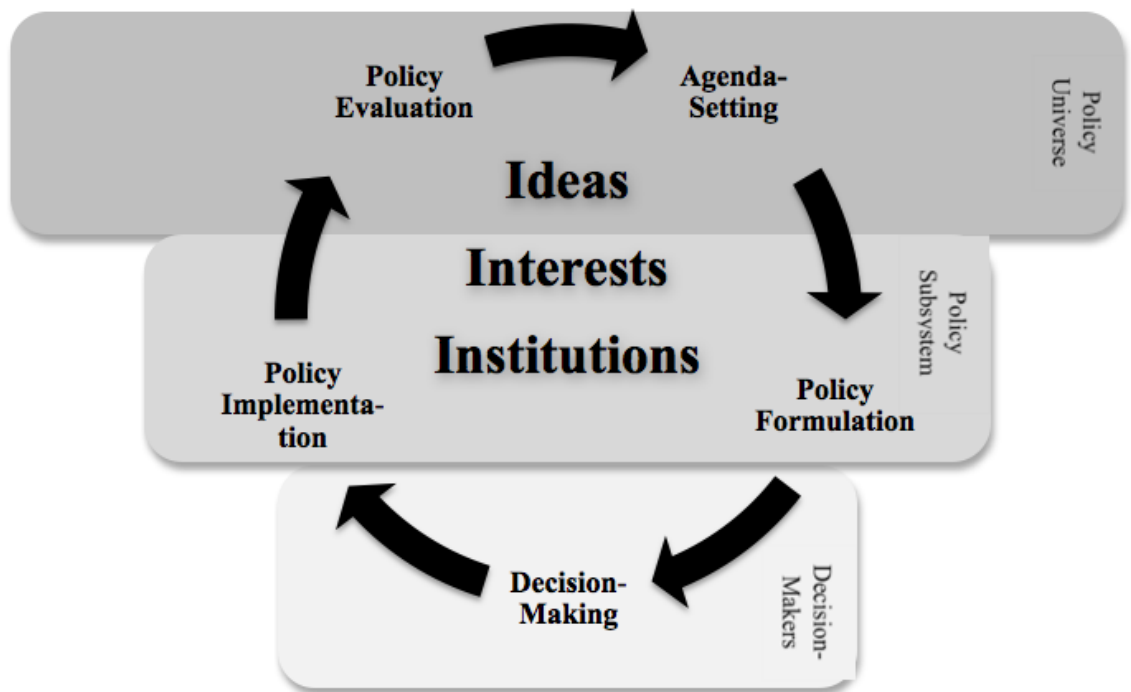 Policy
Evaluation
Agenda-
Setting
Policy
Universe
Ideas
Interests
Institutions
Policy
Subsystem
Policy
Implementa-
tion
Policy
Formulation
Decision-
Making
Decision-
Makers